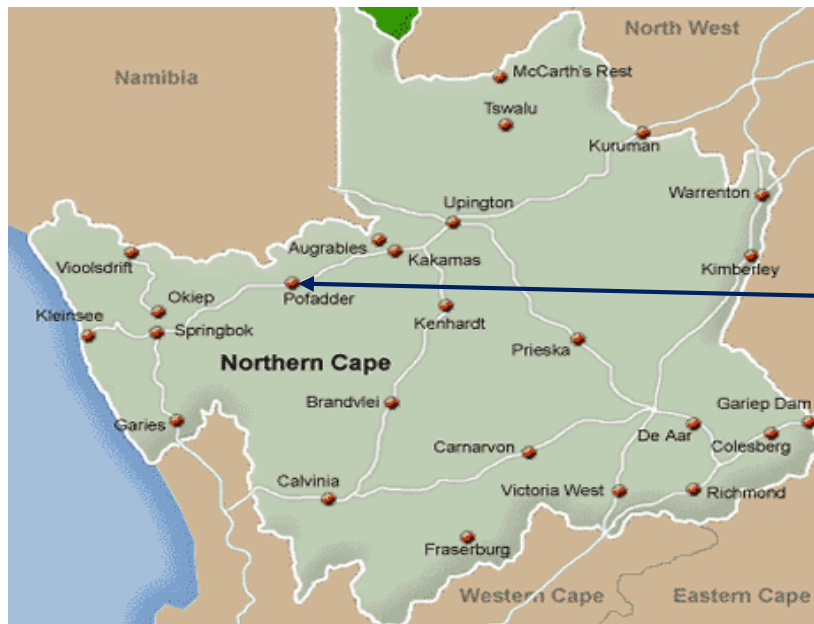 North West
McCarth's Rest
Namibia
Tswalu
Kuruman
Warrenton
Upington
Augrabies
Kakamas
Vioolsdrift
Kimberley
Okiep
Pofadder
Kleinsee
Springbok
Kenhardt
Prieska
Northern Cape
Brandvlei
Gariep Dam
Garies
De Aar
Carnarvon
Colesberg
Calvinia
Victoria West
Richmond
Fraserburg
Western Cape
Eastern Cape